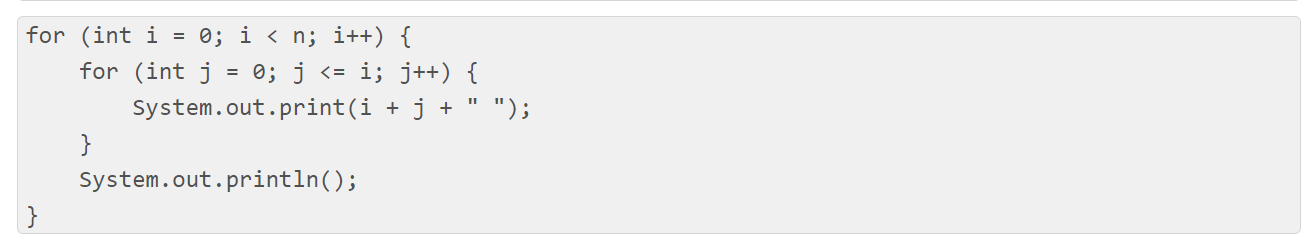 for (int i = 0; i < n; i++) {
    for (int j = 0; j <= i; j++) {
        System.out.print(i + j + " ");
    }
    System.out.println();
}